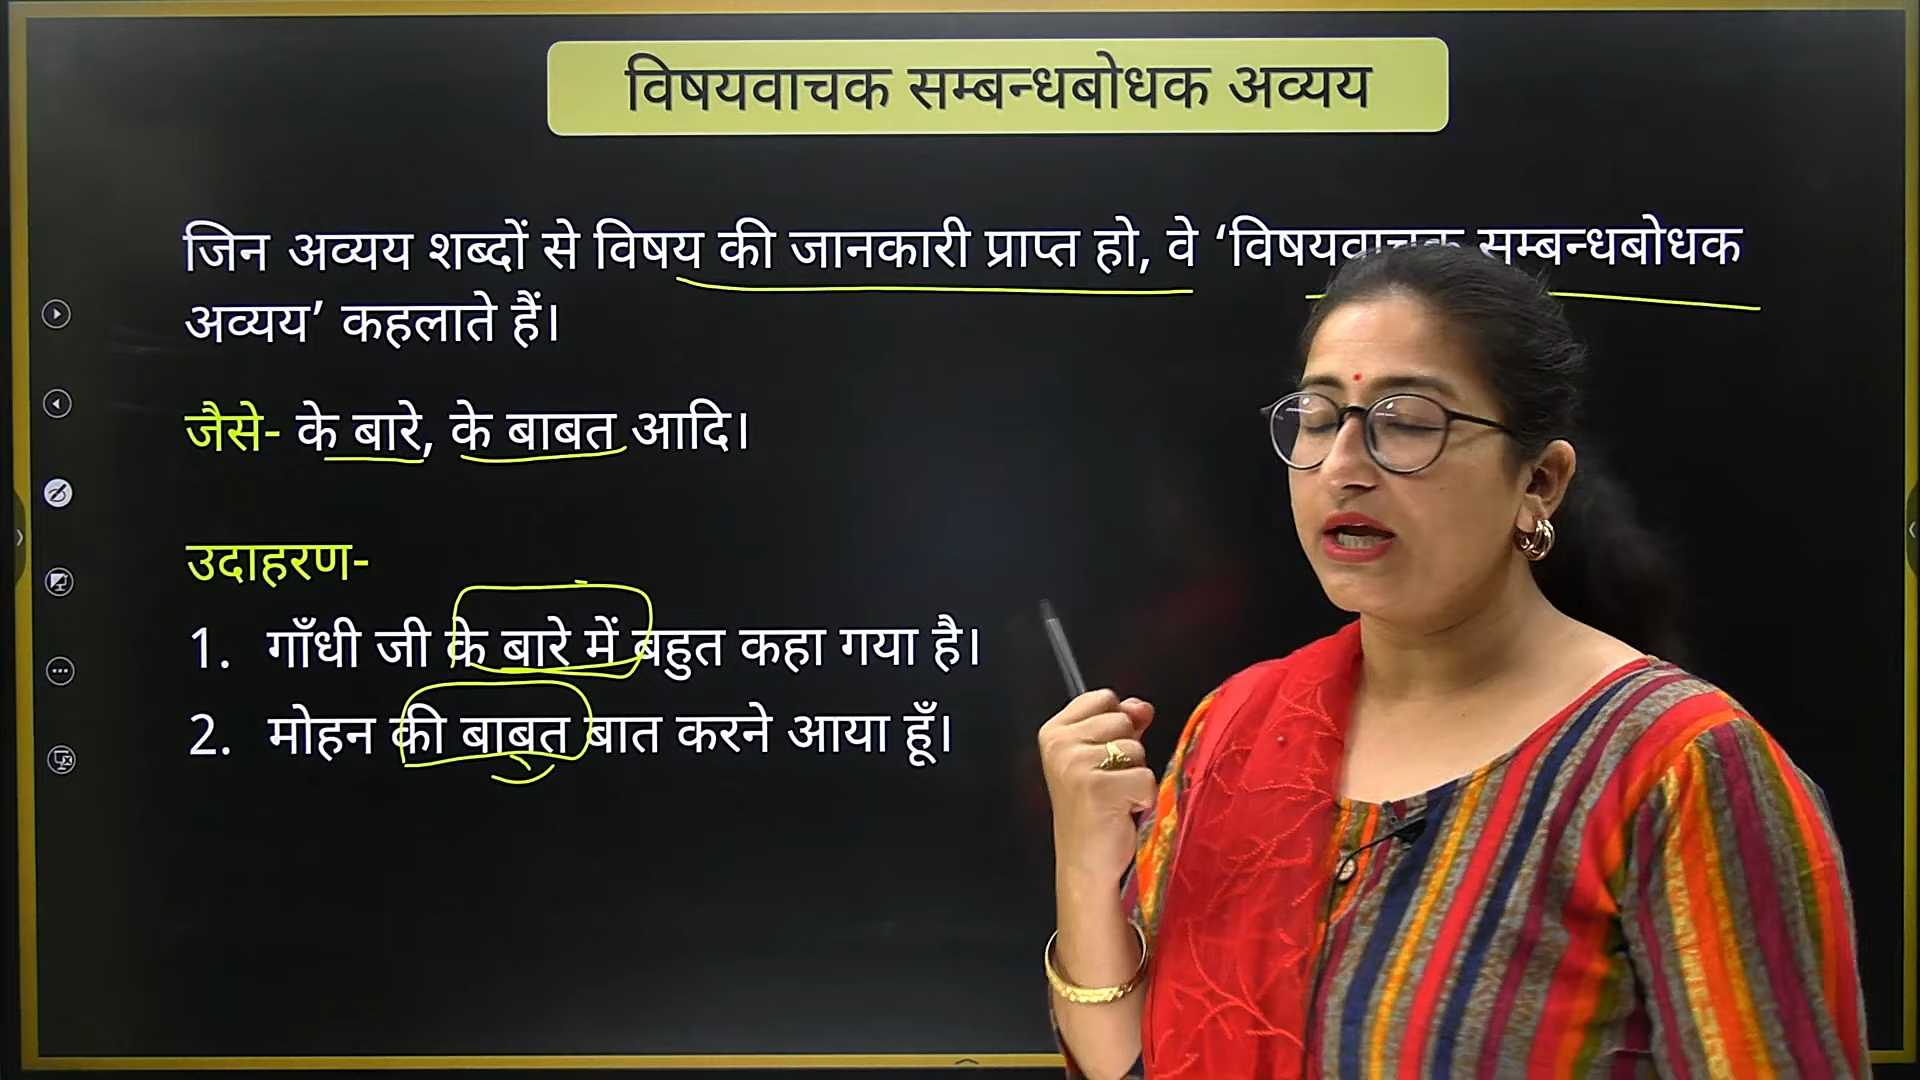 विषयवाचक सम्बन्धबोधक अव्यय
जिन अव्यय शब्दों से विषय की जानकारी प्राप्त हो, वे ‘विषयवाचक सम्बन्धबोधक
अव्यय’ कहलाते हैं।
जैसे- के बारे, के बाबत आदि।
उदाहरण-
1. गाँधी जी के बारे में बहुत कहा गया है।
2. मोहन की बाबत बात करने आया हूँ।